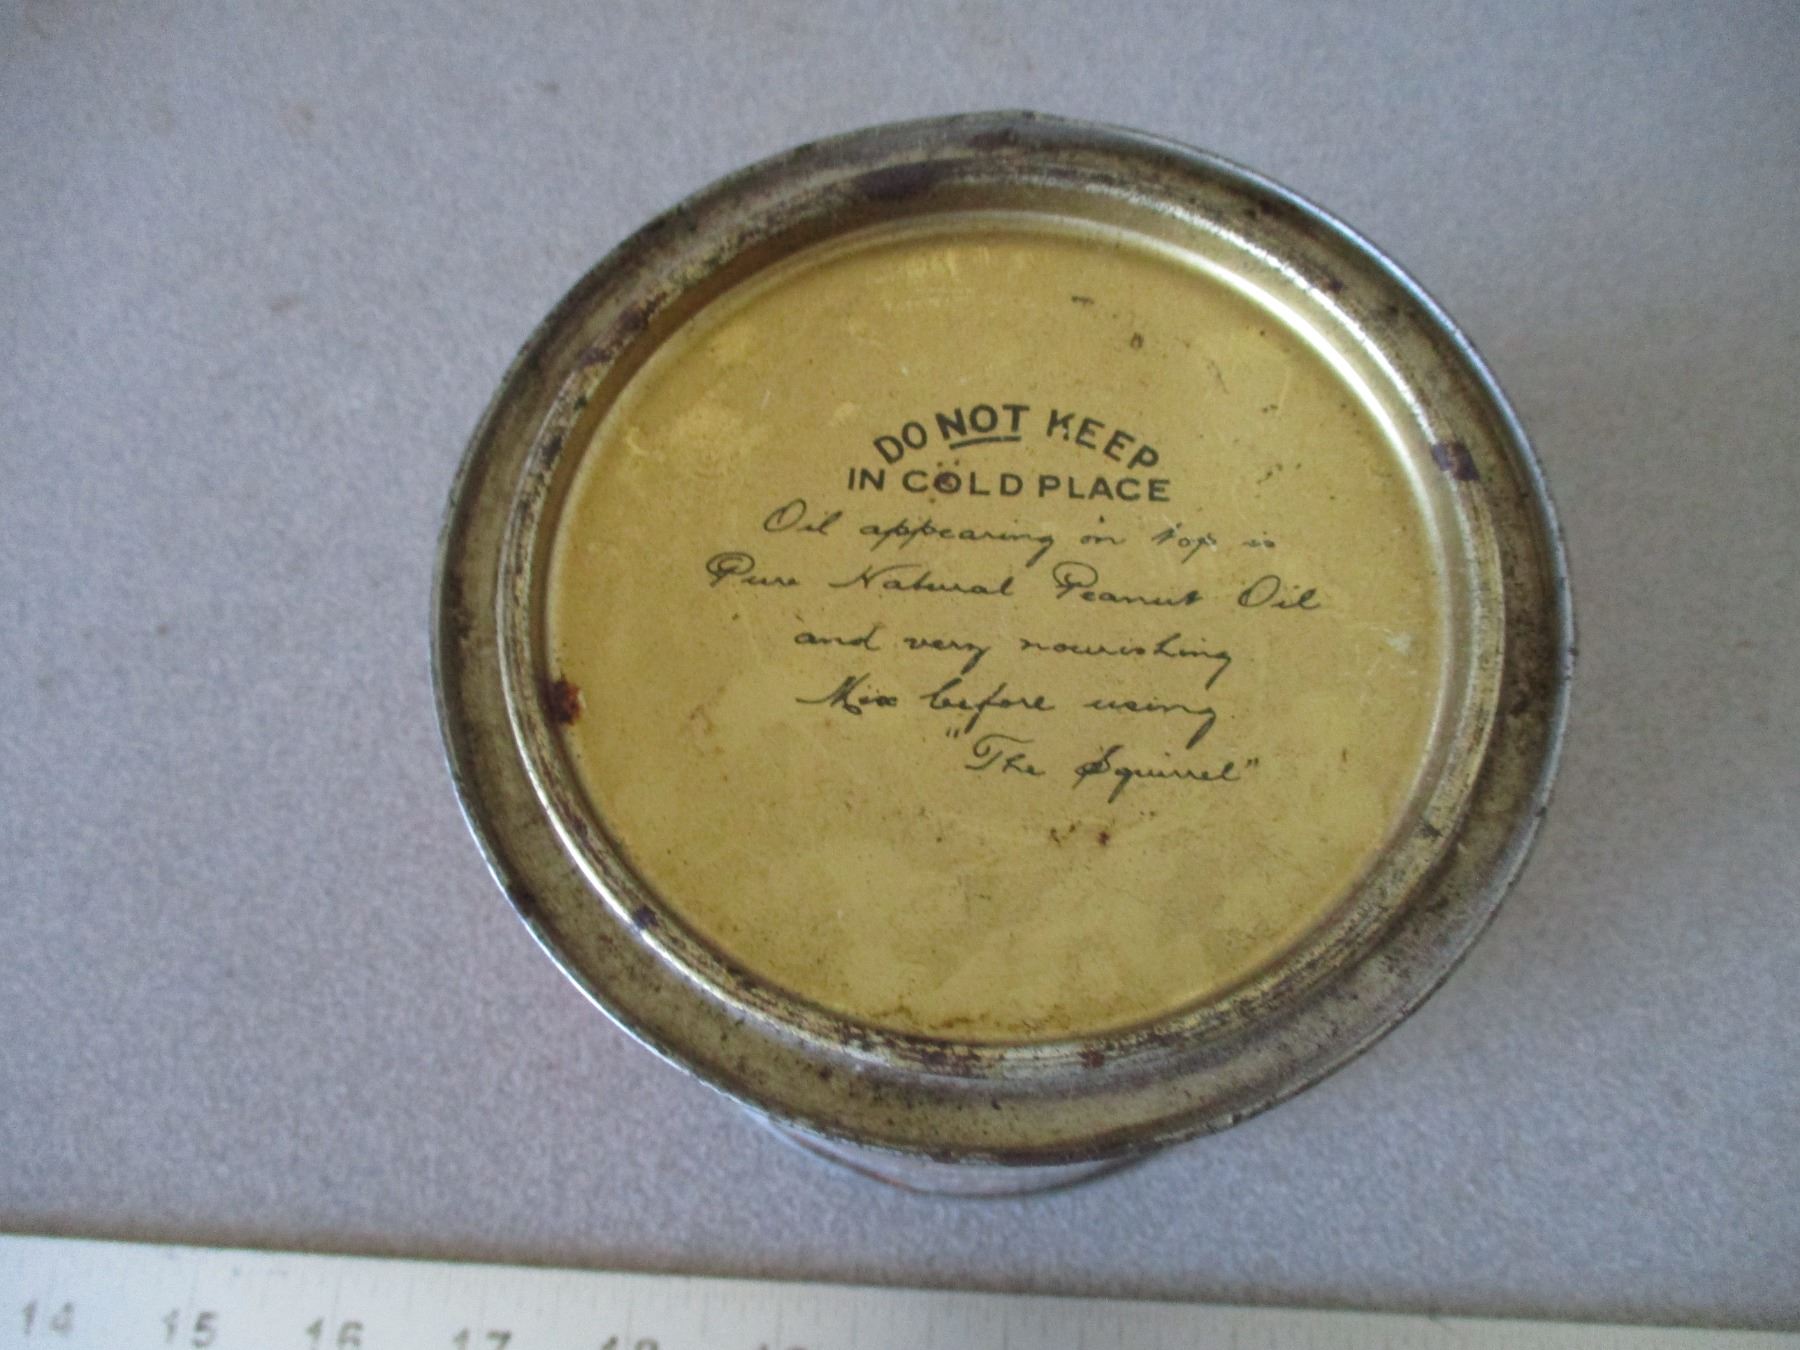 DO NOT KEEP
IN COLD PLACE
Oil appearing on top is
Pure Natural Peanut Oil
and very nourishing
Mix before using
"The Squirrel"
14 15 16 17 18